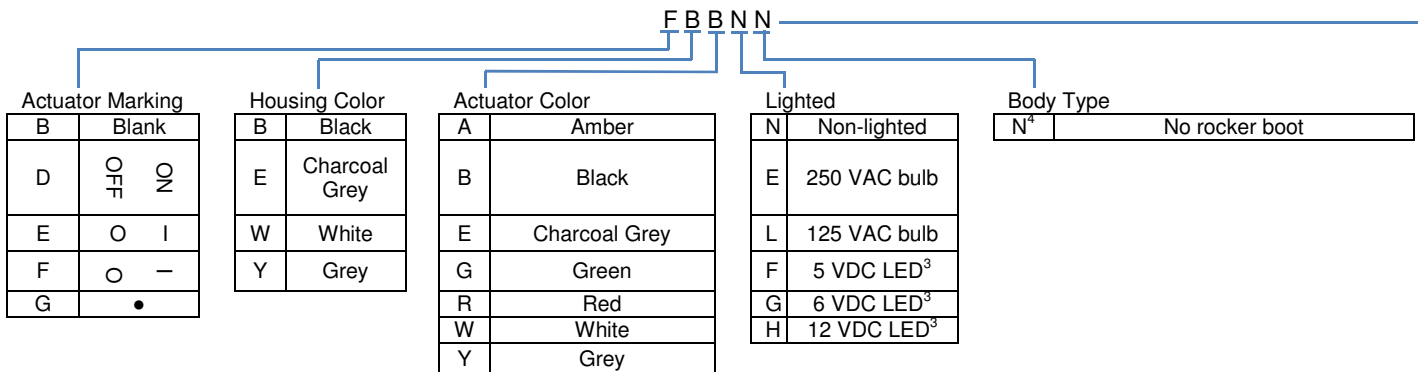 F B B N N
Actuator Marking
B Blank
D OFF ON
E O I
F O I
G •
Housing Color
B Black
E Charcoal Grey
W White
Y Grey
Actuator Color
A Amber
B Black
E Charcoal Grey
G Green
R Red
W White
Y Grey
Lighted
N Non-lighted
E 250 VAC bulb
L 125 VAC bulb
F 5 VDC LED³
G 6 VDC LED³
H 12 VDC LED³
Body Type
N⁴ No rocker boot